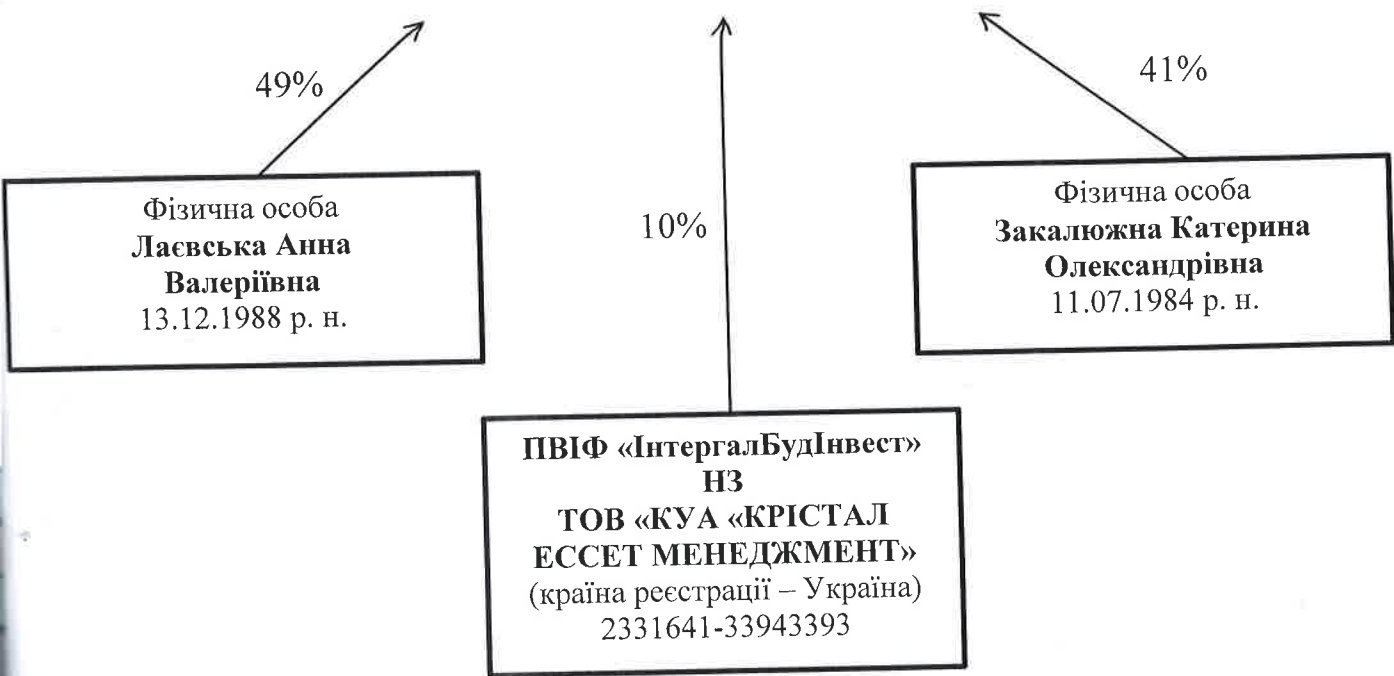 49%
41%
Фізична особа
Лаєвська Анна
Валеріївна
13.12.1988 р. н.
10%
Фізична особа
Закалюжна Катерина
Олександрівна
11.07.1984 р. н.
ПВІФ «ІнтергалБудІнвест»
НЗ
ТОВ «КУА «КРІСТАЛ
ЕССЕТ МЕНЕДЖМЕНТ»
(країна реєстрації – Україна)
2331641-33943393